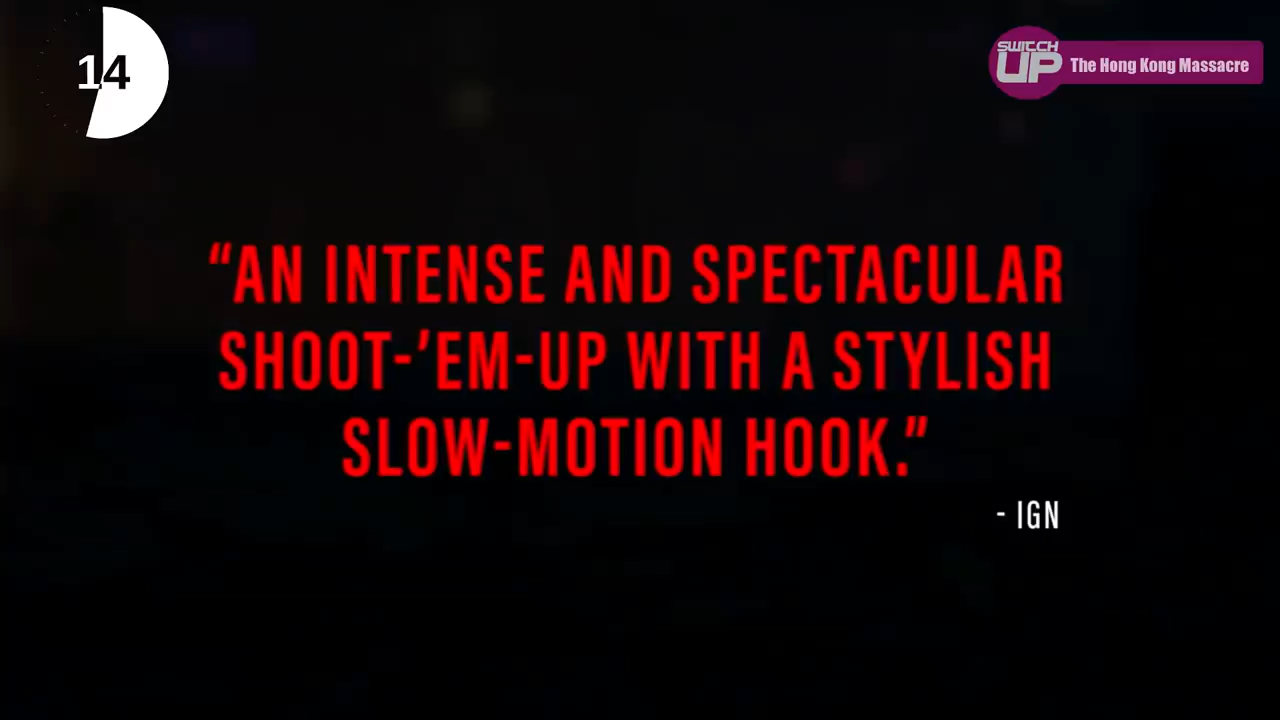 14
SWITCH
UP
The Hong Kong Massacre
“AN INTENSE AND SPECTACULAR
SHOOT-’EM-UP WITH A STYLISH
SLOW-MOTION HOOK.”
- IGN